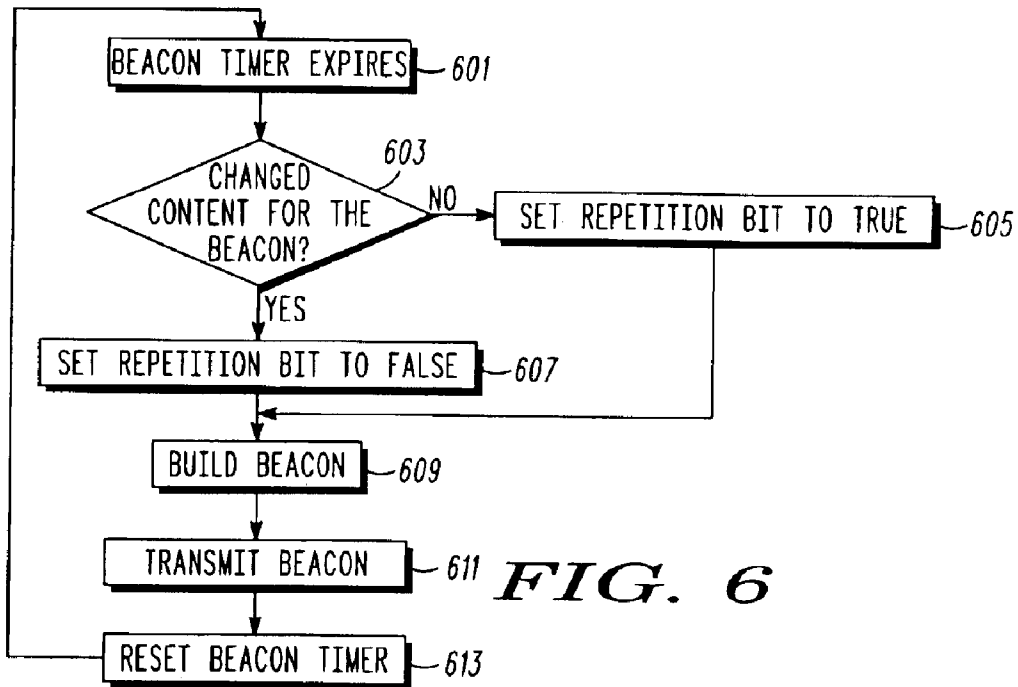 BEACON TIMER EXPIRES
601
603
CHANGED
CONTENT FOR THE
BEACON?
NO
SET REPETITION BIT TO TRUE
605
YES
SET REPETITION BIT TO FALSE
607
BUILD BEACON
609
TRANSMIT BEACON
611
FIG. 6
RESET BEACON TIMER
613